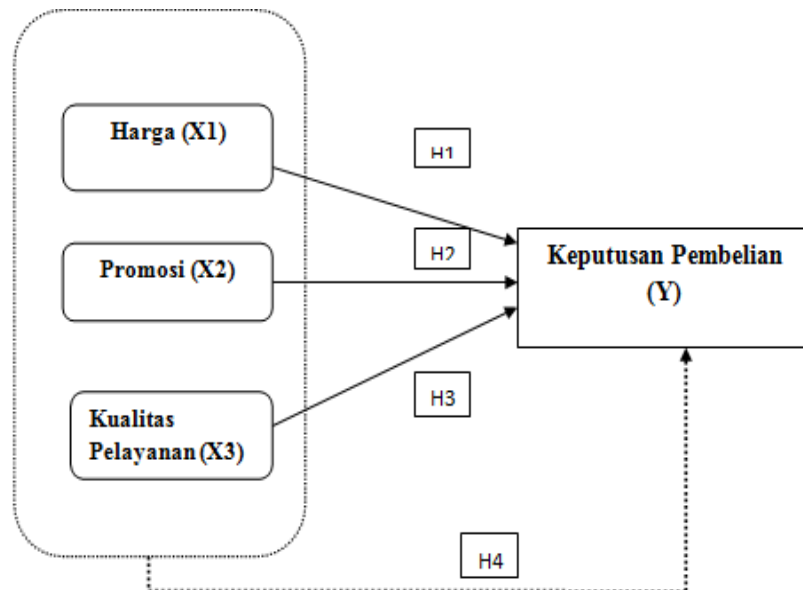 Harga (X1)
H1
H2
Promosi (X2)
Keputusan Pembelian
(Y)
Kualitas
Pelayanan (X3)
H3
H4